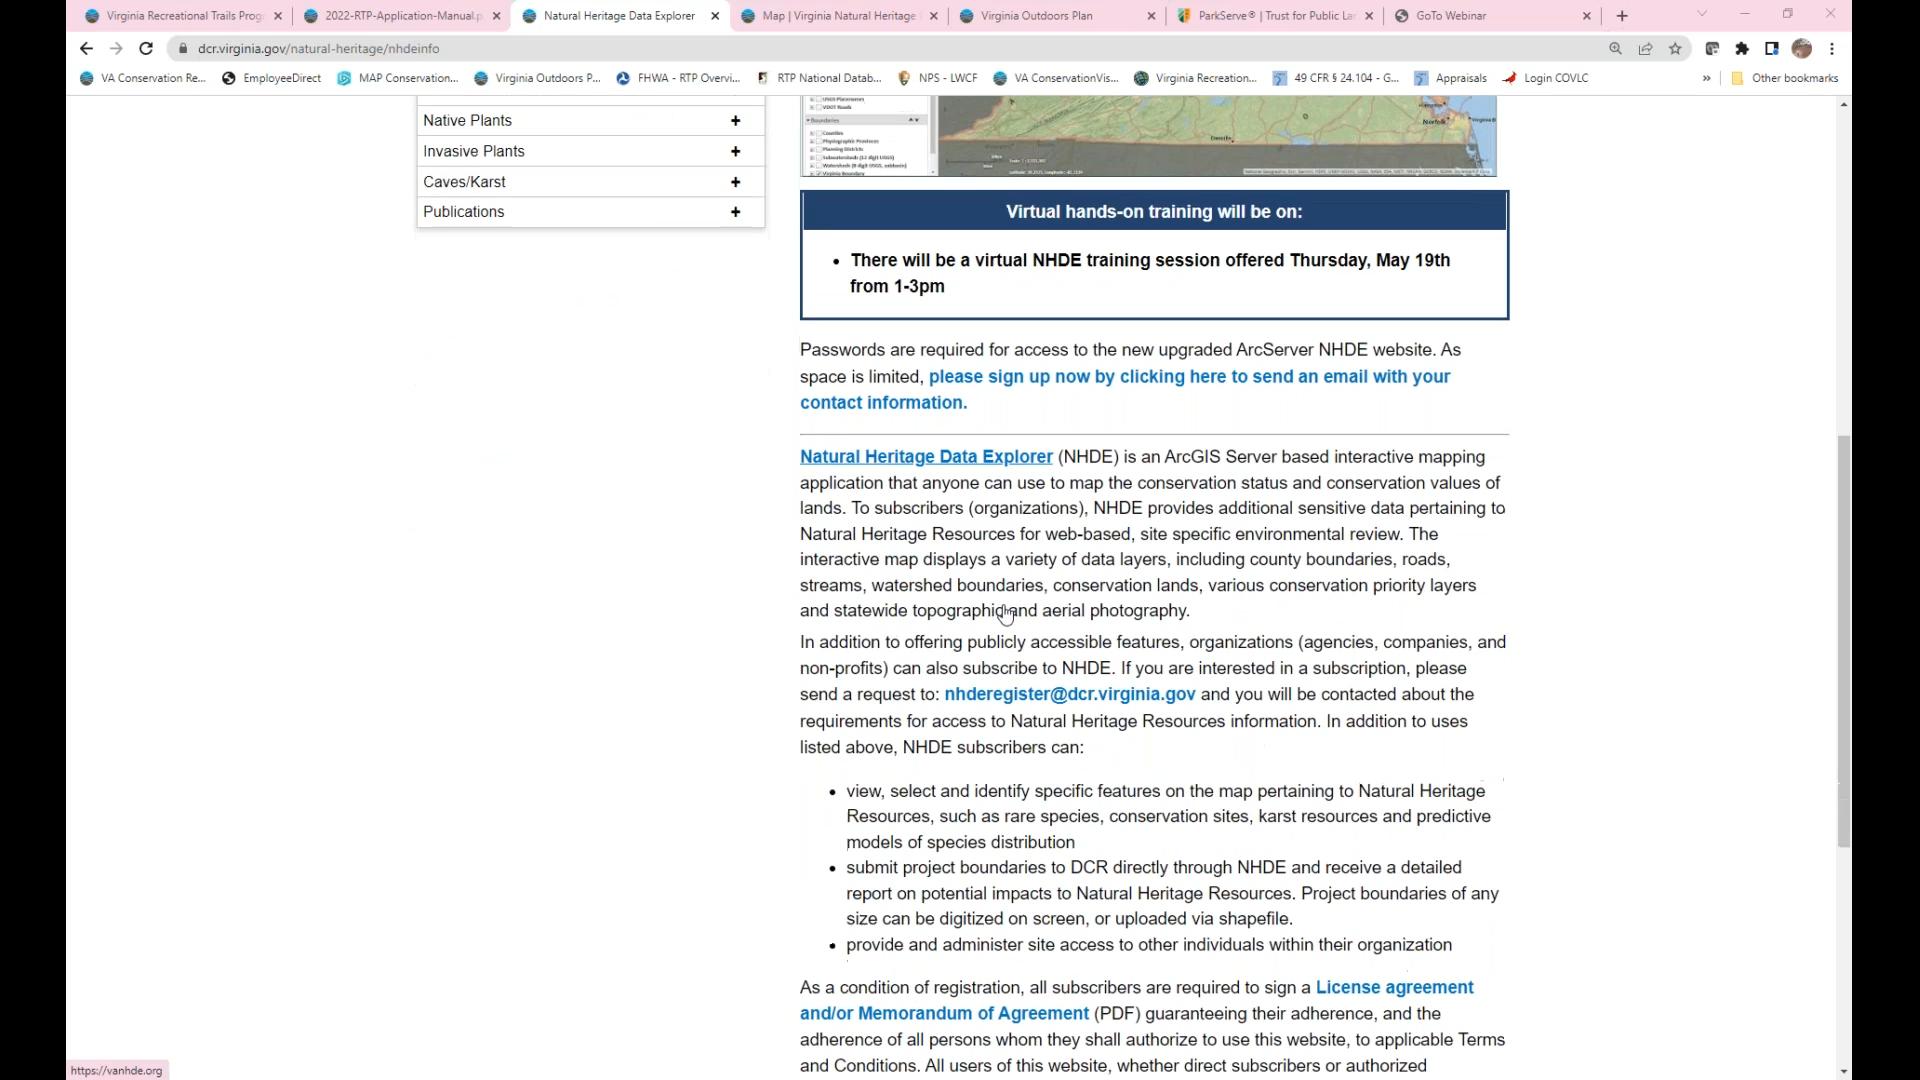 Virginia Recreational Trails Prog
2022-RTP-Application-Manual.p
Natural Heritage Data Explorer
Map | Virginia Natural Heritage
Virginia Outdoors Plan
ParkServe® | Trust for Public La
GoTo Webinar
dcr.virginia.gov/natural-heritage/nhdeinfo
VA Conservation Re...
EmployeeDirect
MAP Conservation...
Virginia Outdoors P...
FHWA - RTP Overvi...
RTP National Datab...
NPS - LWCF
VA ConservationVis...
Virginia Recreation...
49 CFR § 24.104 - G...
Appraisals
Login COVLC
»
Other bookmarks
Native Plants +
Invasive Plants +
Caves/Karst +
Publications +
USGS Placenames
VDOT Roads
Boundaries
Counties
Physiographic Provinces
Planning Districts
Subwatersheds (12 digit USGS)
Virginia Boundary
Danville
Norfolk
Virtual hands-on training will be on:
• There will be a virtual NHDE training session offered Thursday, May 19th
from 1-3pm
Passwords are required for access to the new upgraded ArcServer NHDE website. As
space is limited, please sign up now by clicking here to send an email with your
contact information.
Natural Heritage Data Explorer (NHDE) is an ArcGIS Server based interactive mapping
application that anyone can use to map the conservation status and conservation values of
lands. To subscribers (organizations), NHDE provides additional sensitive data pertaining to
Natural Heritage Resources for web-based, site specific environmental review. The
interactive map displays a variety of data layers, including county boundaries, roads,
streams, watershed boundaries, conservation lands, various conservation priority layers
and statewide topographic and aerial photography.
In addition to offering publicly accessible features, organizations (agencies, companies, and
non-profits) can also subscribe to NHDE. If you are interested in a subscription, please
send a request to: nhderegister@dcr.virginia.gov and you will be contacted about the
requirements for access to Natural Heritage Resources information. In addition to uses
listed above, NHDE subscribers can:
• view, select and identify specific features on the map pertaining to Natural Heritage
Resources, such as rare species, conservation sites, karst resources and predictive
models of species distribution
• submit project boundaries to DCR directly through NHDE and receive a detailed
report on potential impacts to Natural Heritage Resources. Project boundaries of any
size can be digitized on screen, or uploaded via shapefile.
• provide and administer site access to other individuals within their organization
As a condition of registration, all subscribers are required to sign a License agreement
and/or Memorandum of Agreement (PDF) guaranteeing their adherence, and the
adherence of all persons whom they shall authorize to use this website, to applicable Terms
and Conditions. All users of this website, whether direct subscribers or authorized
https://vanhde.org